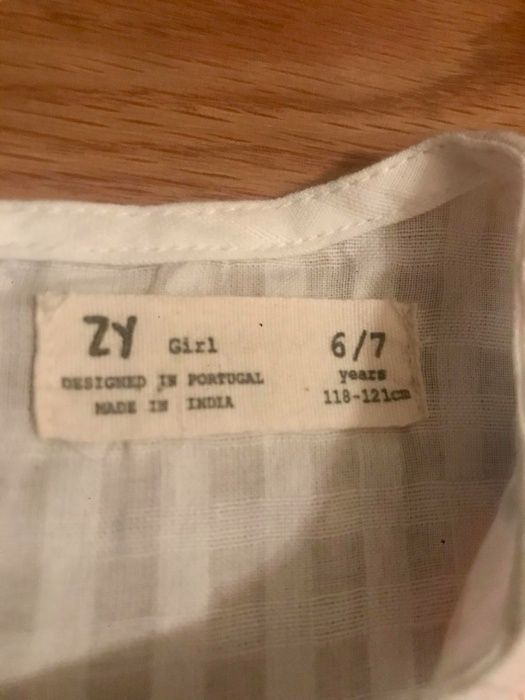 ZY Girl 6/7
years
DESIGNED IN PORTUGAL
MADE IN INDIA 118-121cm